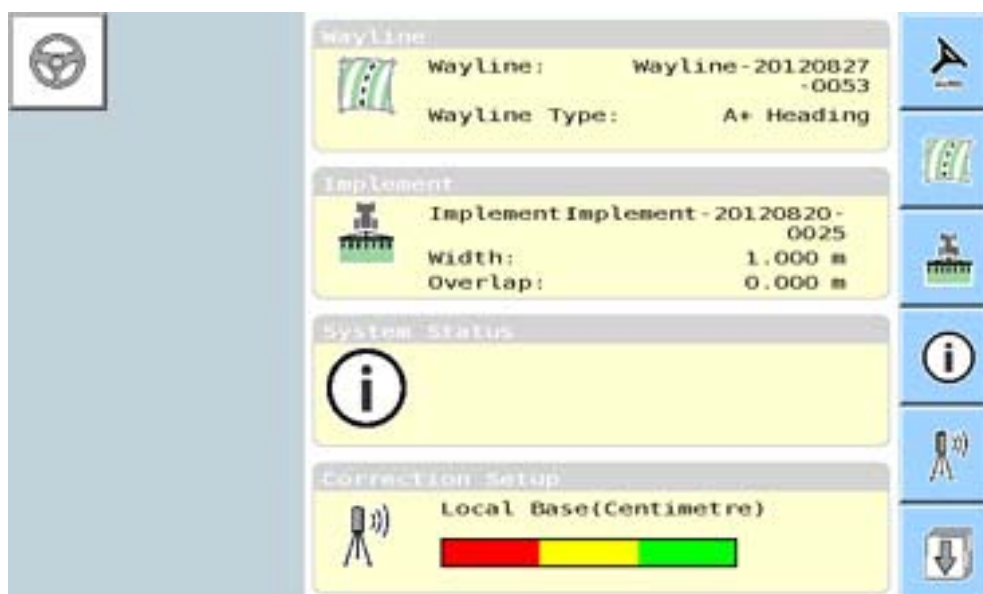 Wayline
Wayline: Wayline-20120827
-0053
Wayline Type: A+ Heading
Implement
Implement Implement-20120820-
0025
Width: 1.000 m
Overlap: 0.000 m
System Status
Correction Setup
Local Base(Centimetre)